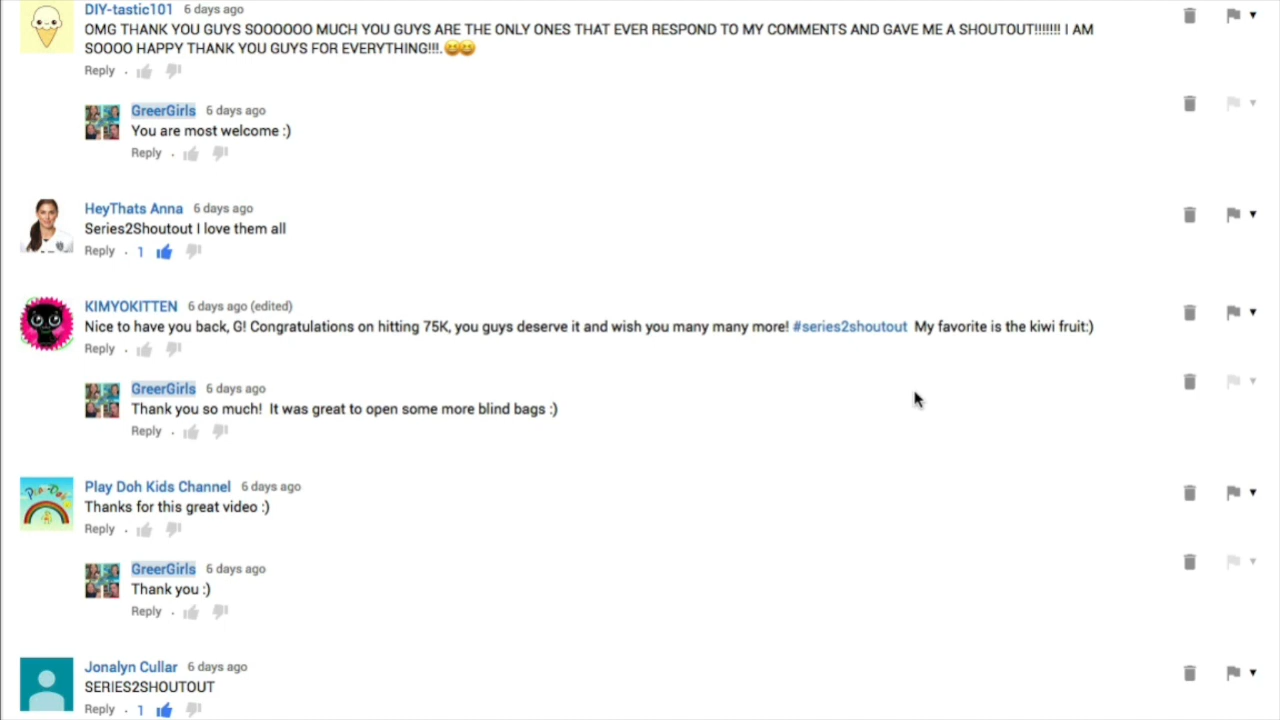 DIY-tastic101 6 days ago
OMG THANK YOU GUYS SOOOOOO MUCH YOU GUYS ARE THE ONLY ONES THAT EVER RESPOND TO MY COMMENTS AND GAVE ME A SHOUTOUT!!!!!!! I AM
SOOOO HAPPY THANK YOU GUYS FOR EVERYTHING!!!.😆😆
Reply .
GreerGirls 6 days ago
You are most welcome :)
Reply .
HeyThats Anna 6 days ago
Series2Shoutout I love them all
Reply . 1
KIMYOKITTEN 6 days ago (edited)
Nice to have you back, G! Congratulations on hitting 75K, you guys deserve it and wish you many many more! #series2shoutout My favorite is the kiwi fruit:)
Reply .
GreerGirls 6 days ago
Thank you so much! It was great to open some more blind bags :)
Reply .
Play Doh Kids Channel 6 days ago
Thanks for this great video :)
Reply .
GreerGirls 6 days ago
Thank you :)
Reply .
Jonalyn Cullar 6 days ago
SERIES2SHOUTOUT
Reply . 1